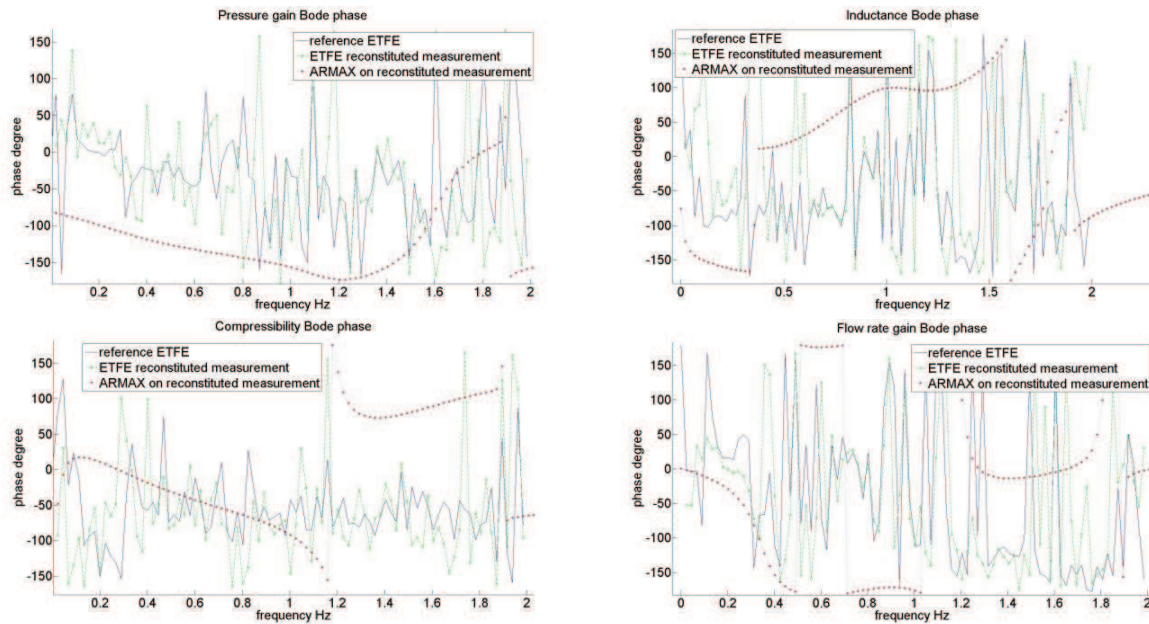 Pressure gain Bode phase
reference ETFE
ETFE reconstituted measurement
ARMAX on reconstituted measurement
phase degree
150
100
50
0
-50
-100
-150
0.2 0.4 0.6 0.8 1 1.2 1.4 1.6 1.8 2
frequency Hz
Inductance Bode phase
reference ETFE
ETFE reconstituted measurement
ARMAX on reconstituted measurement
phase degree
150
100
50
0
-50
-100
-150
0 0.5 1 1.5 2
frequency Hz
Compressibility Bode phase
reference ETFE
ETFE reconstituted measurement
ARMAX on reconstituted measurement
phase degree
150
100
50
0
-50
-100
-150
0.2 0.4 0.6 0.8 1 1.2 1.4 1.6 1.8 2
frequency Hz
Flow rate gain Bode phase
reference ETFE
ETFE reconstituted measurement
ARMAX on reconstituted measurement
phase degree
150
100
50
0
-50
-100
-150
0 0.2 0.4 0.6 0.8 1 1.2 1.4 1.6 1.8 2
frequency Hz